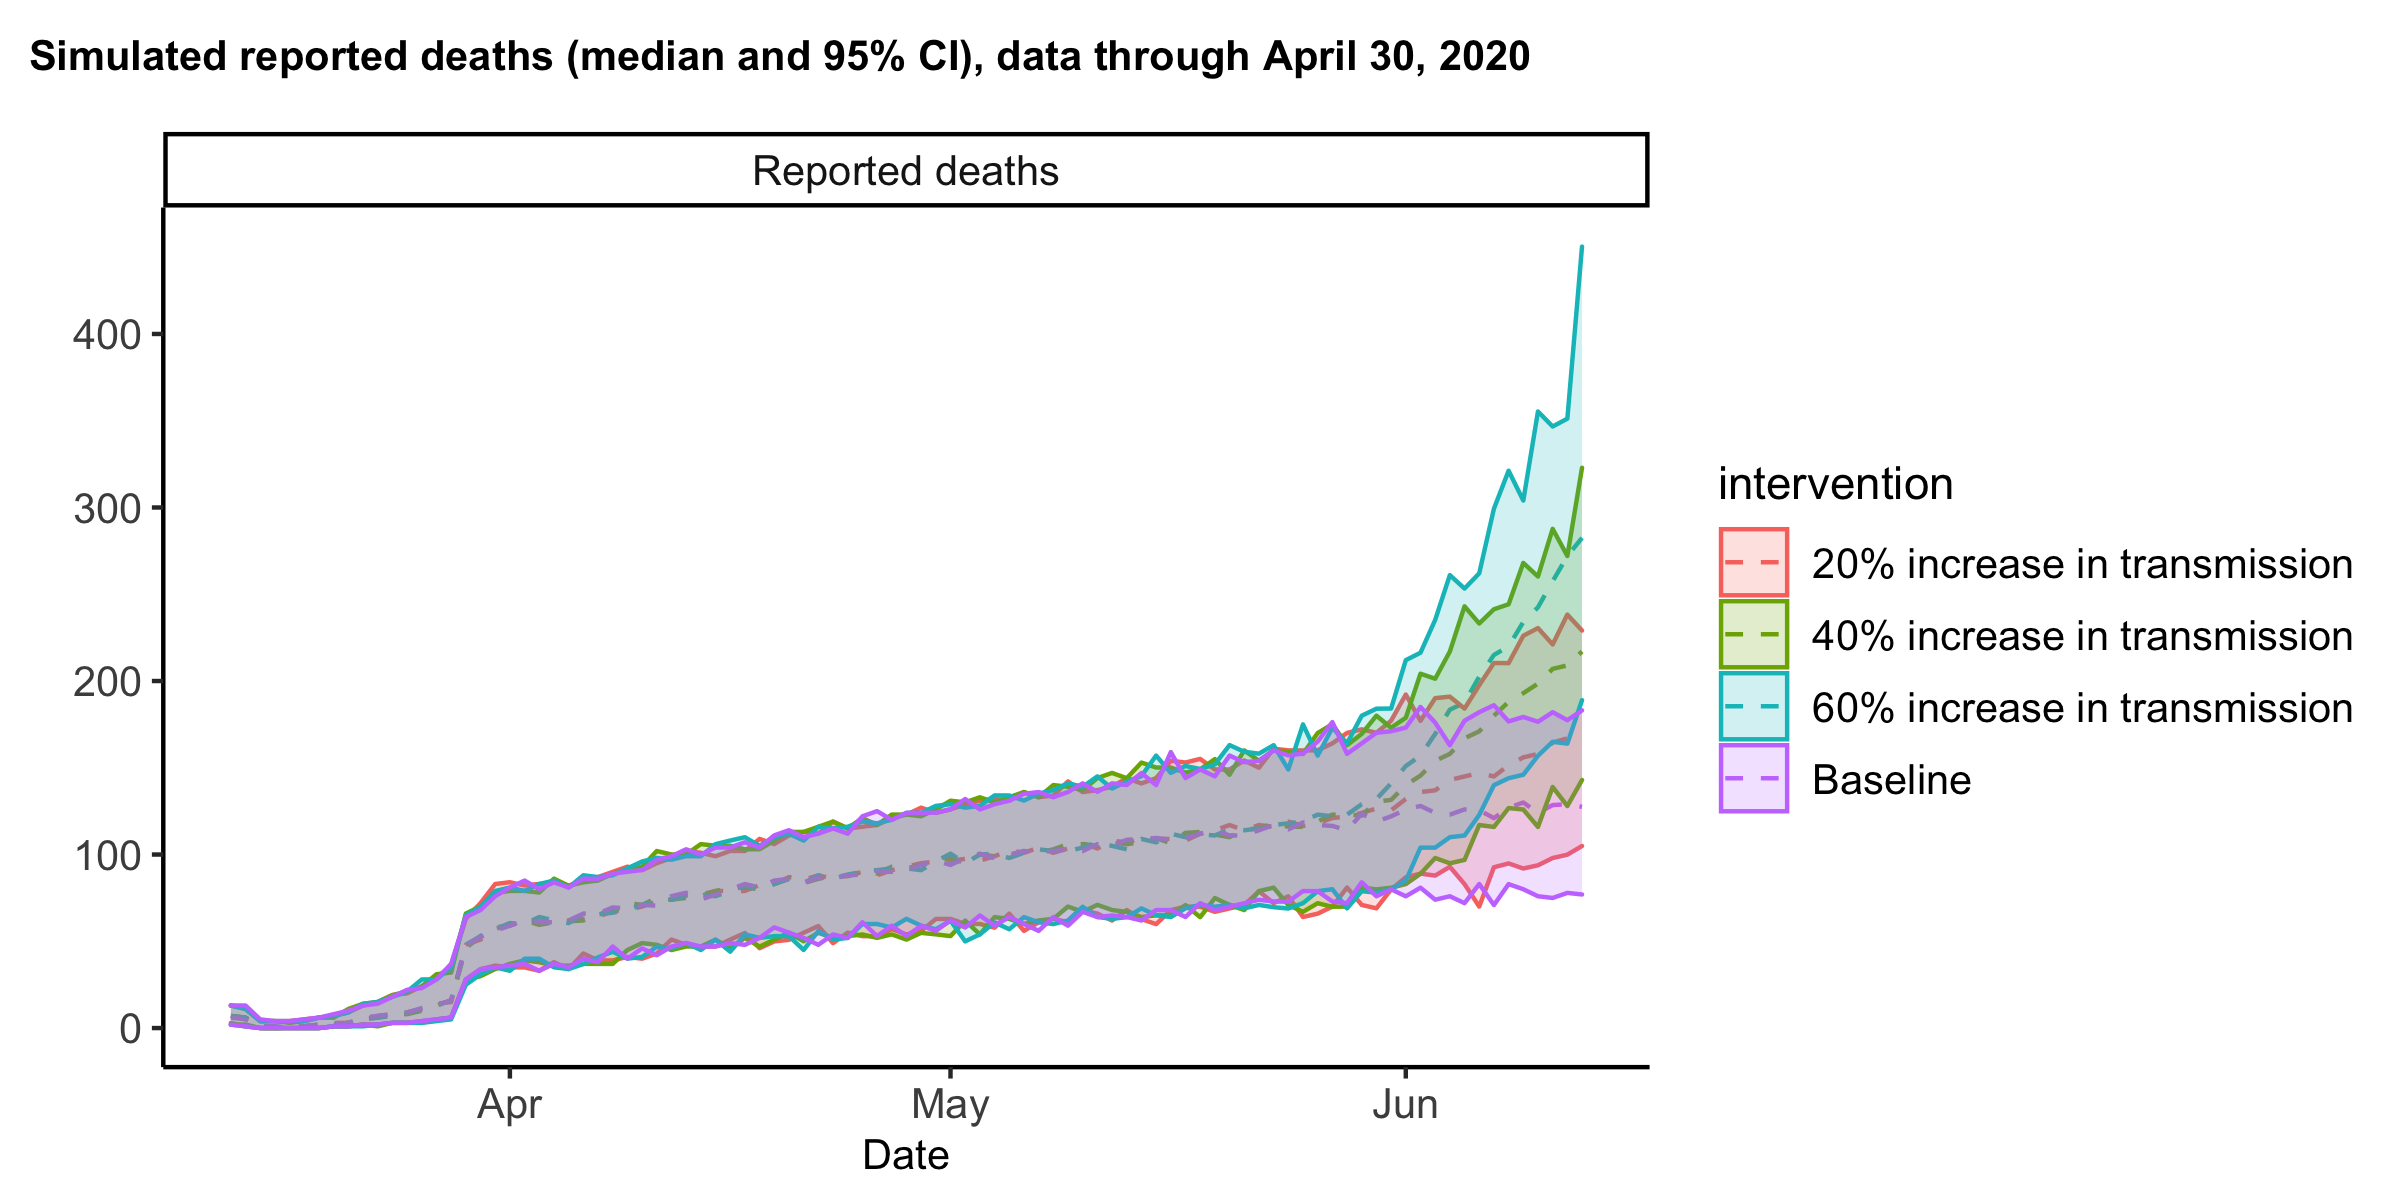 Simulated reported deaths (median and 95% CI), data through April 30, 2020
Reported deaths
400
300
200
100
0
Apr
May
Jun
Date
intervention
20% increase in transmission
40% increase in transmission
60% increase in transmission
Baseline